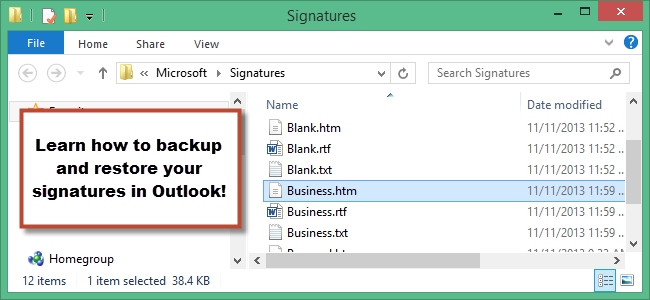 Signatures
File
Home
Share
View
« Microsoft ▸ Signatures
Search Signatures
Learn how to backup
and restore your
signatures in Outlook!
Homegroup
Name
Date modified
Blank.htm 11/11/2013 11:52 ..
Blank.rtf 11/11/2013 11:52 ..
Blank.txt 11/11/2013 11:52 ..
Business.htm 11/11/2013 11:59 ..
Business.rtf 11/11/2013 11:59 ..
Business.txt 11/11/2013 11:59 ..
12 items 1 item selected 38.4 KB